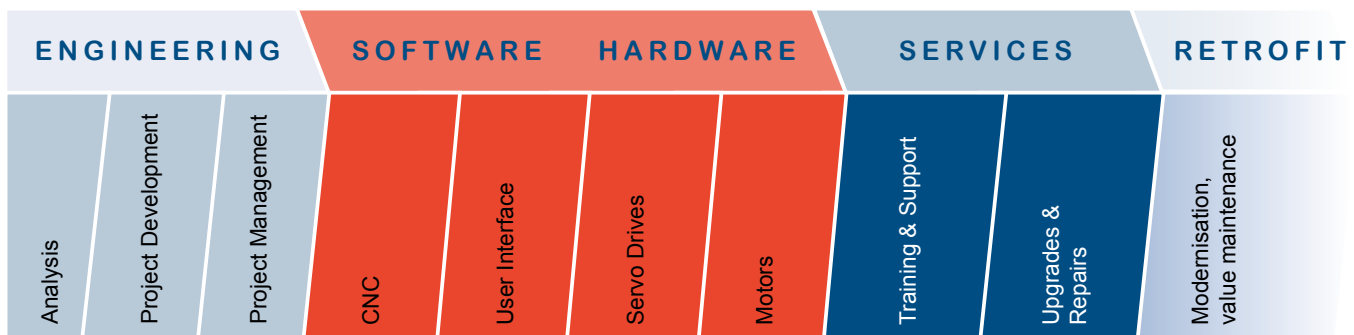 ENGINEERING
SOFTWARE HARDWARE
SERVICES
RETROFIT
Analysis
Project Development
Project Management
CNC
User Interface
Servo Drives
Motors
Training & Support
Upgrades &
Repairs
Modernisation,
value maintenance